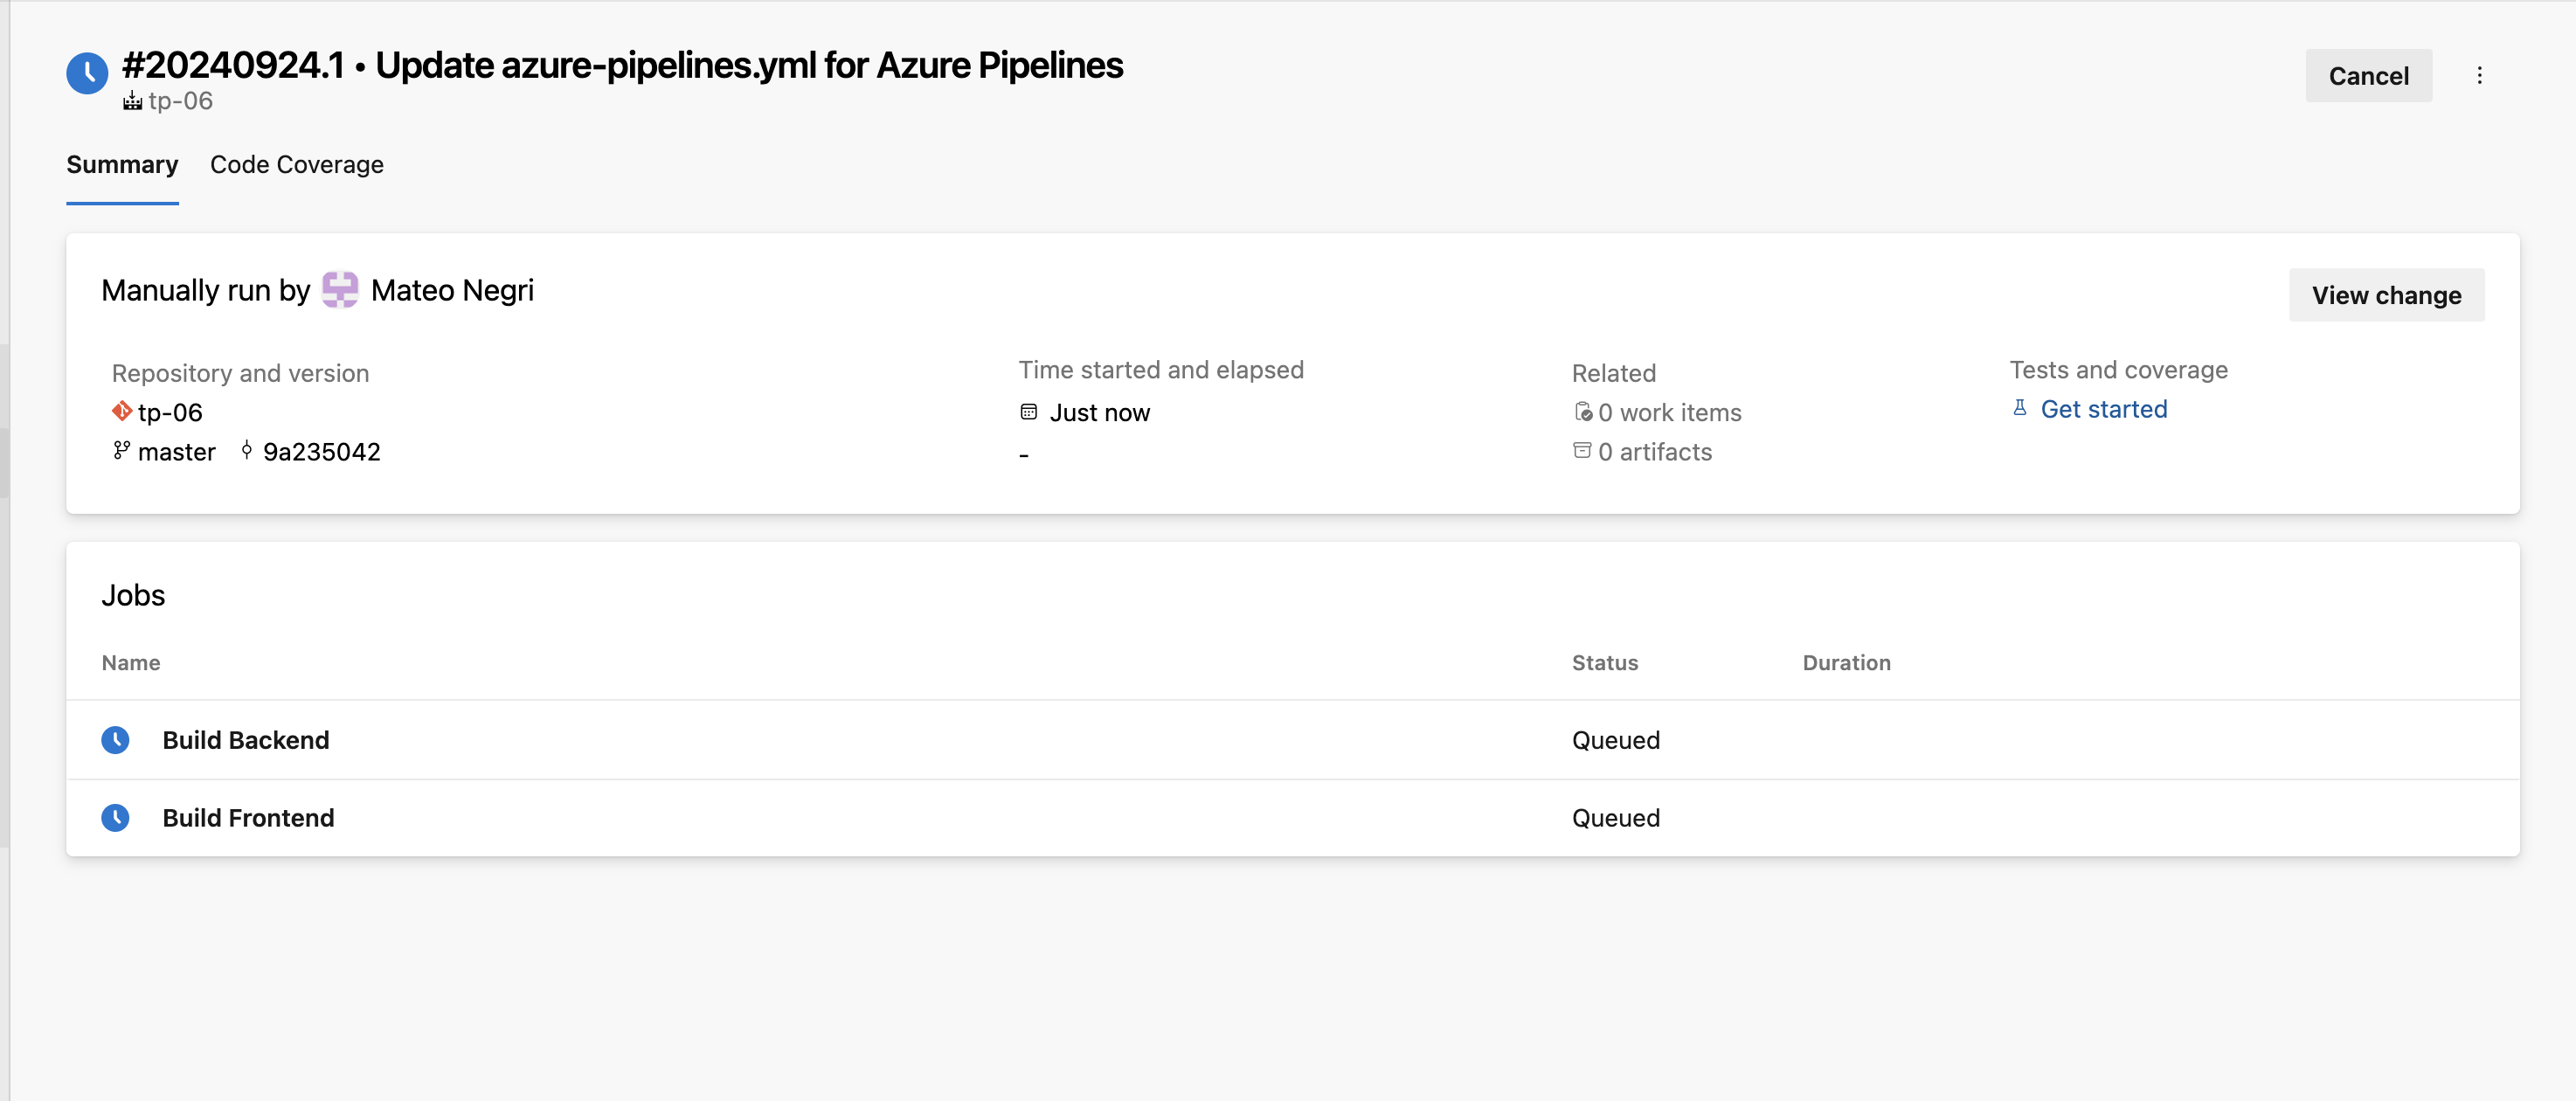 #20240924.1 • Update azure-pipelines.yml for Azure Pipelines
tp-06
Cancel
Summary Code Coverage
Manually run by Mateo Negri
View change
Repository and version
tp-06
master 9a235042
Time started and elapsed
Just now
-
Related
0 work items
0 artifacts
Tests and coverage
Get started
Jobs
Name Status Duration
Build Backend Queued
Build Frontend Queued